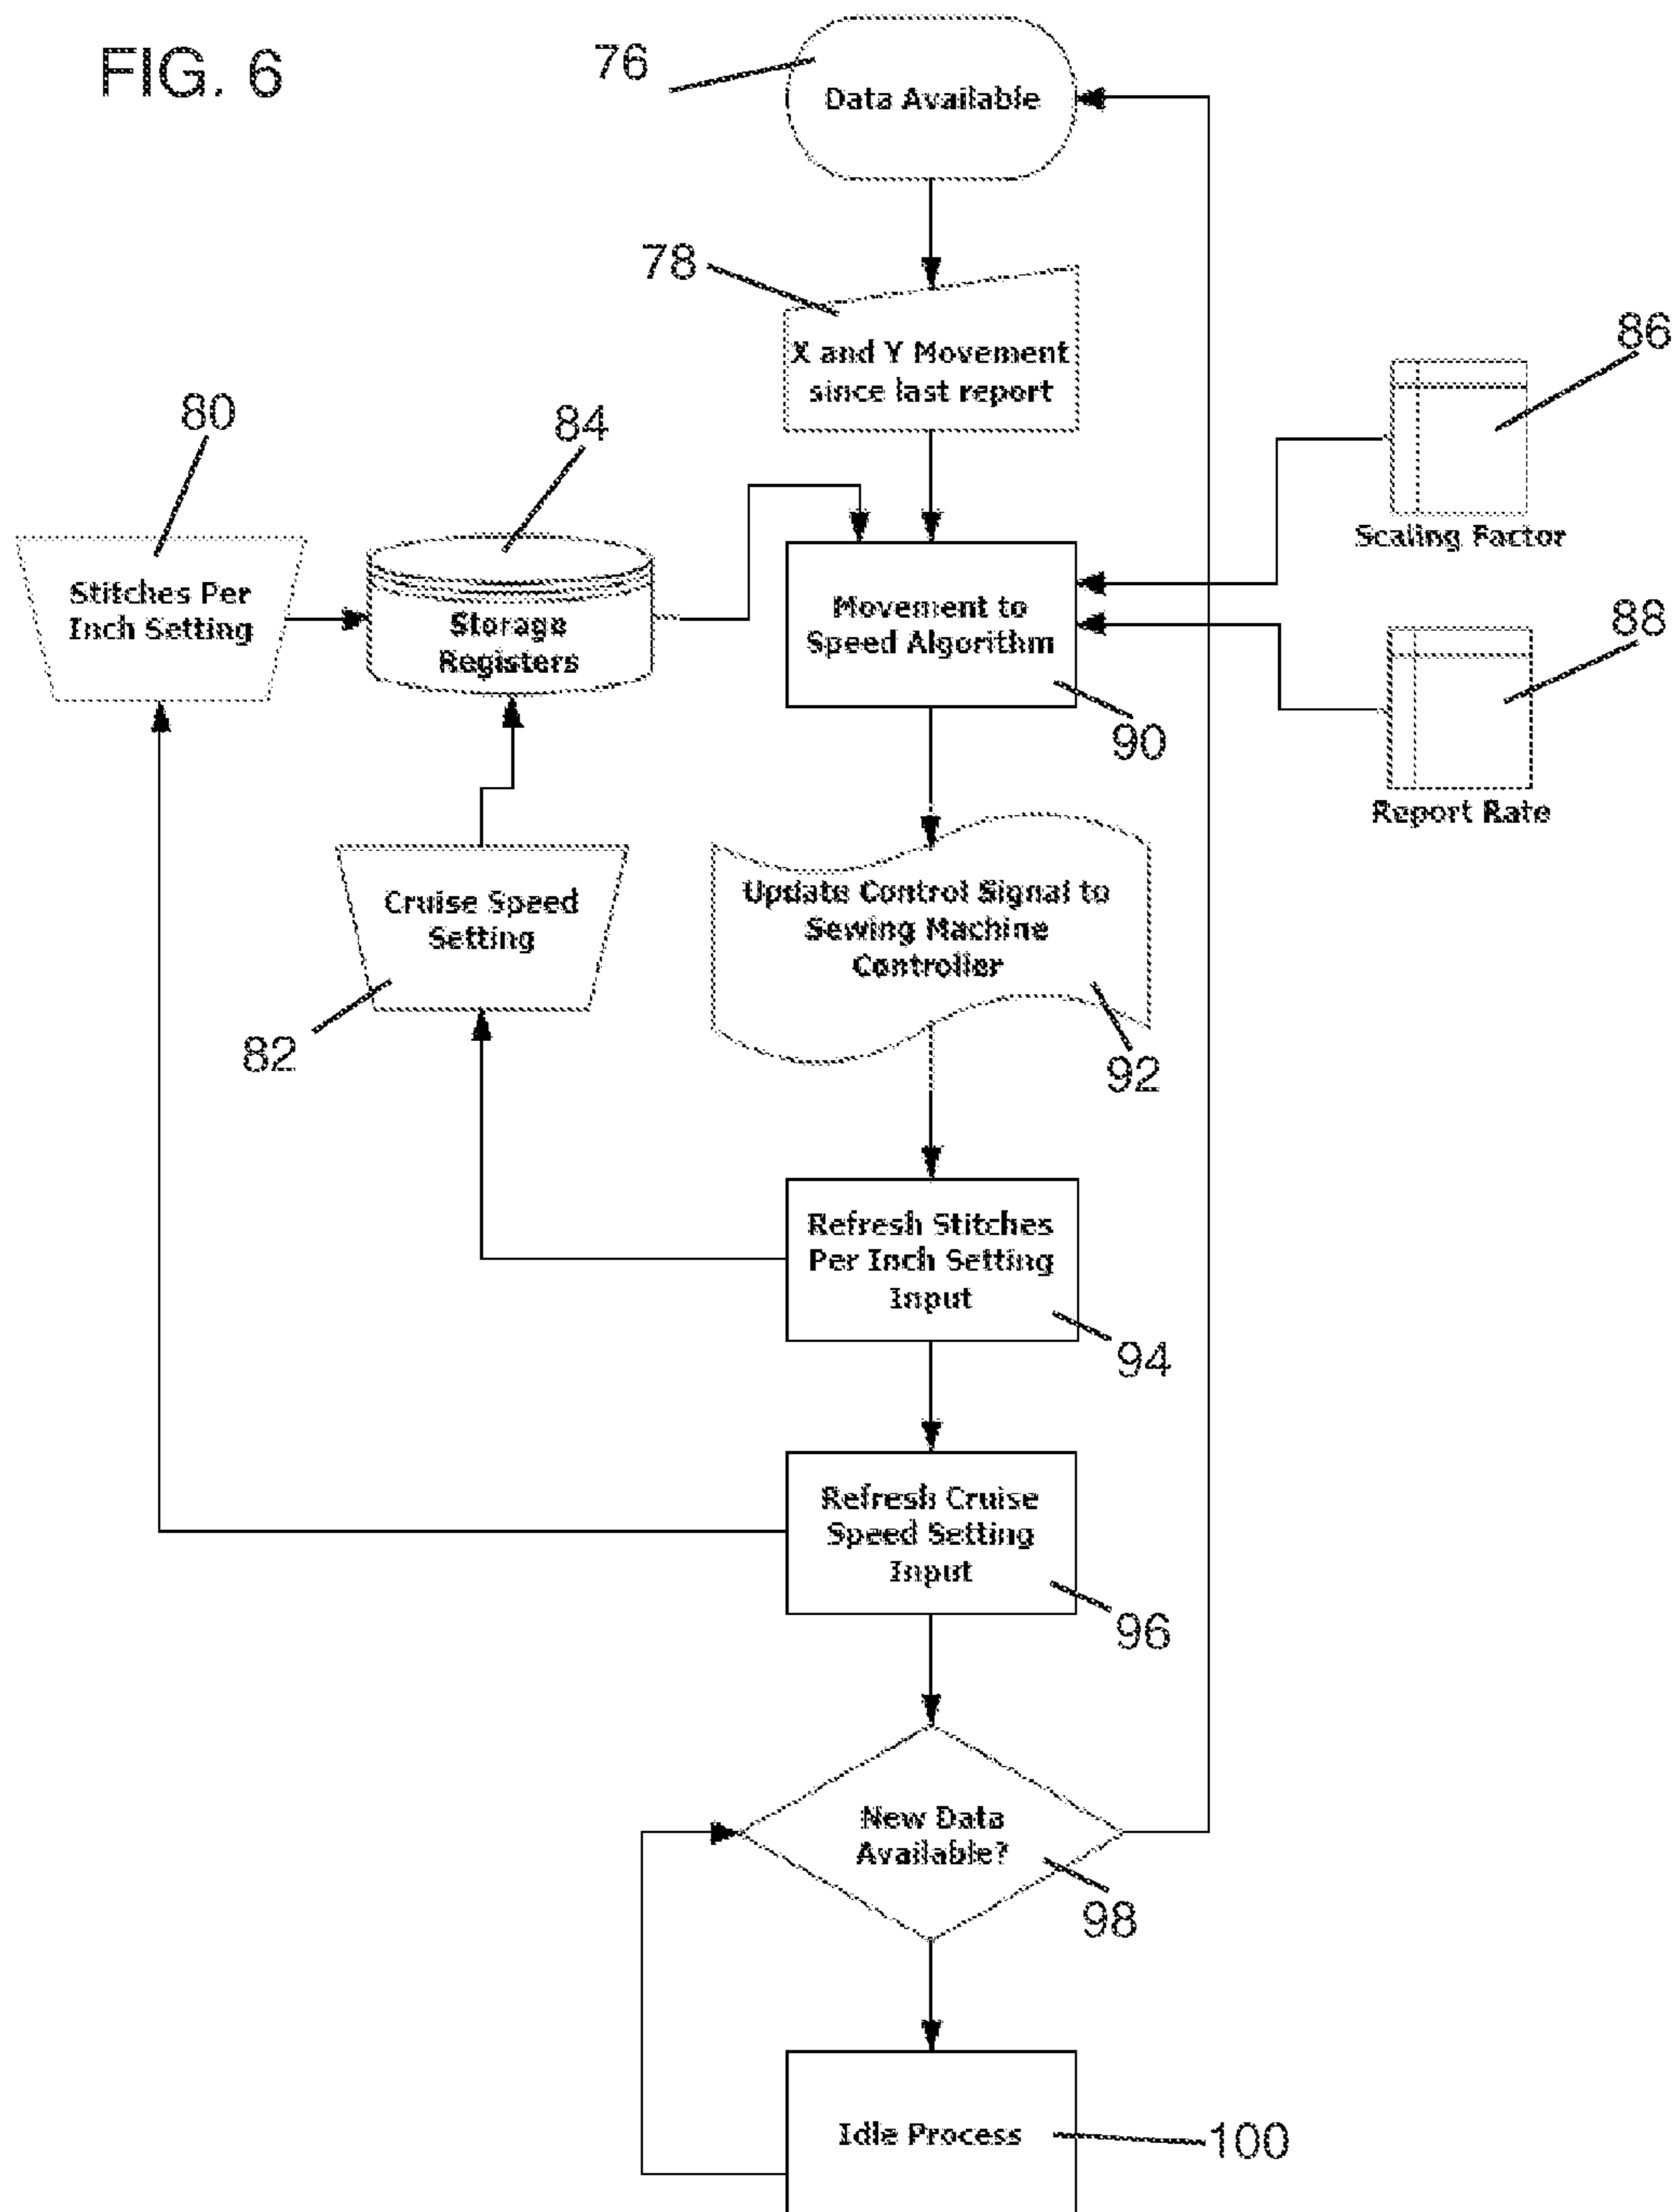 FIG. 6
76
Data Available
78
X and Y Movement
since last report
86
Scaling Factor
80
Stitches Per
Inch Setting
84
Storage
Registers
Movement to
Speed Algorithm
90
88
Report Rate
Cruise Speed
Setting
82
Update Control Signal to
Sewing Machine
Controller
92
Refresh Stitches
Per Inch Setting
Input
94
Refresh Cruise
Speed Setting
Input
96
New Data
Available?
98
Idle Process
100